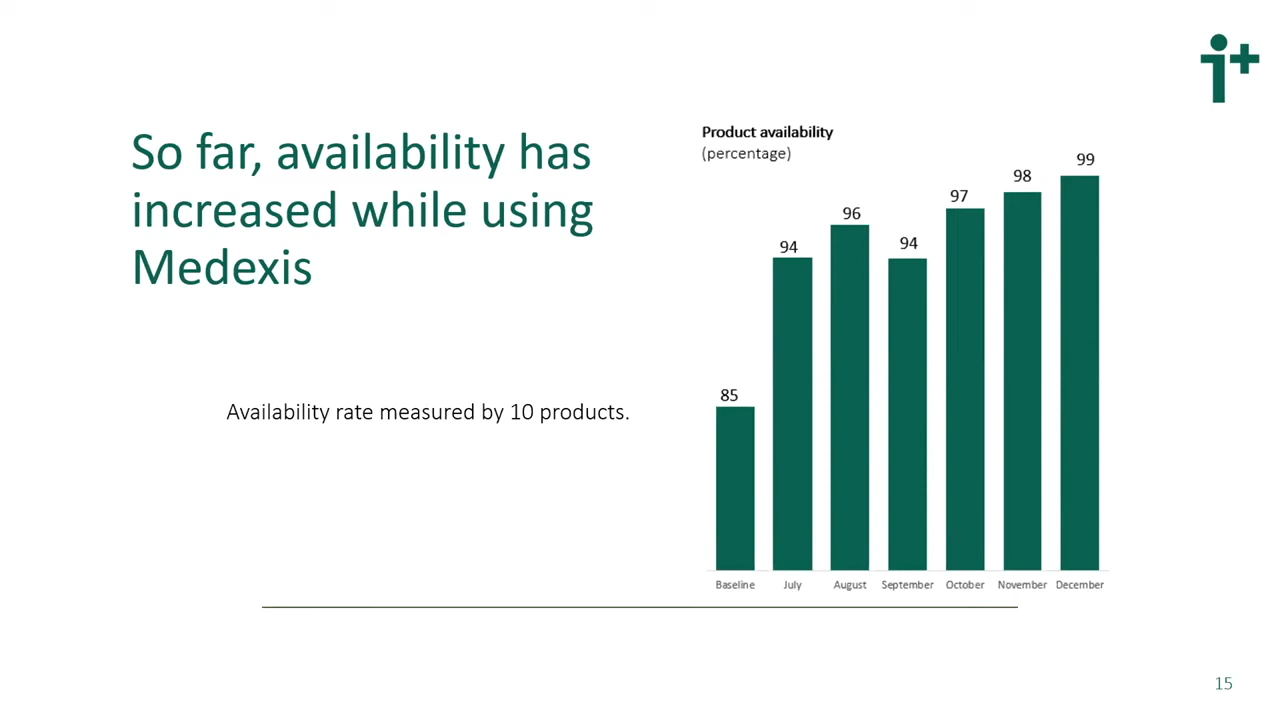 So far, availability has
increased while using
Medexis
Availability rate measured by 10 products.
Product availability
(percentage)
85
94
96
94
97
98
99
Baseline
July
August
September
October
November
December
15